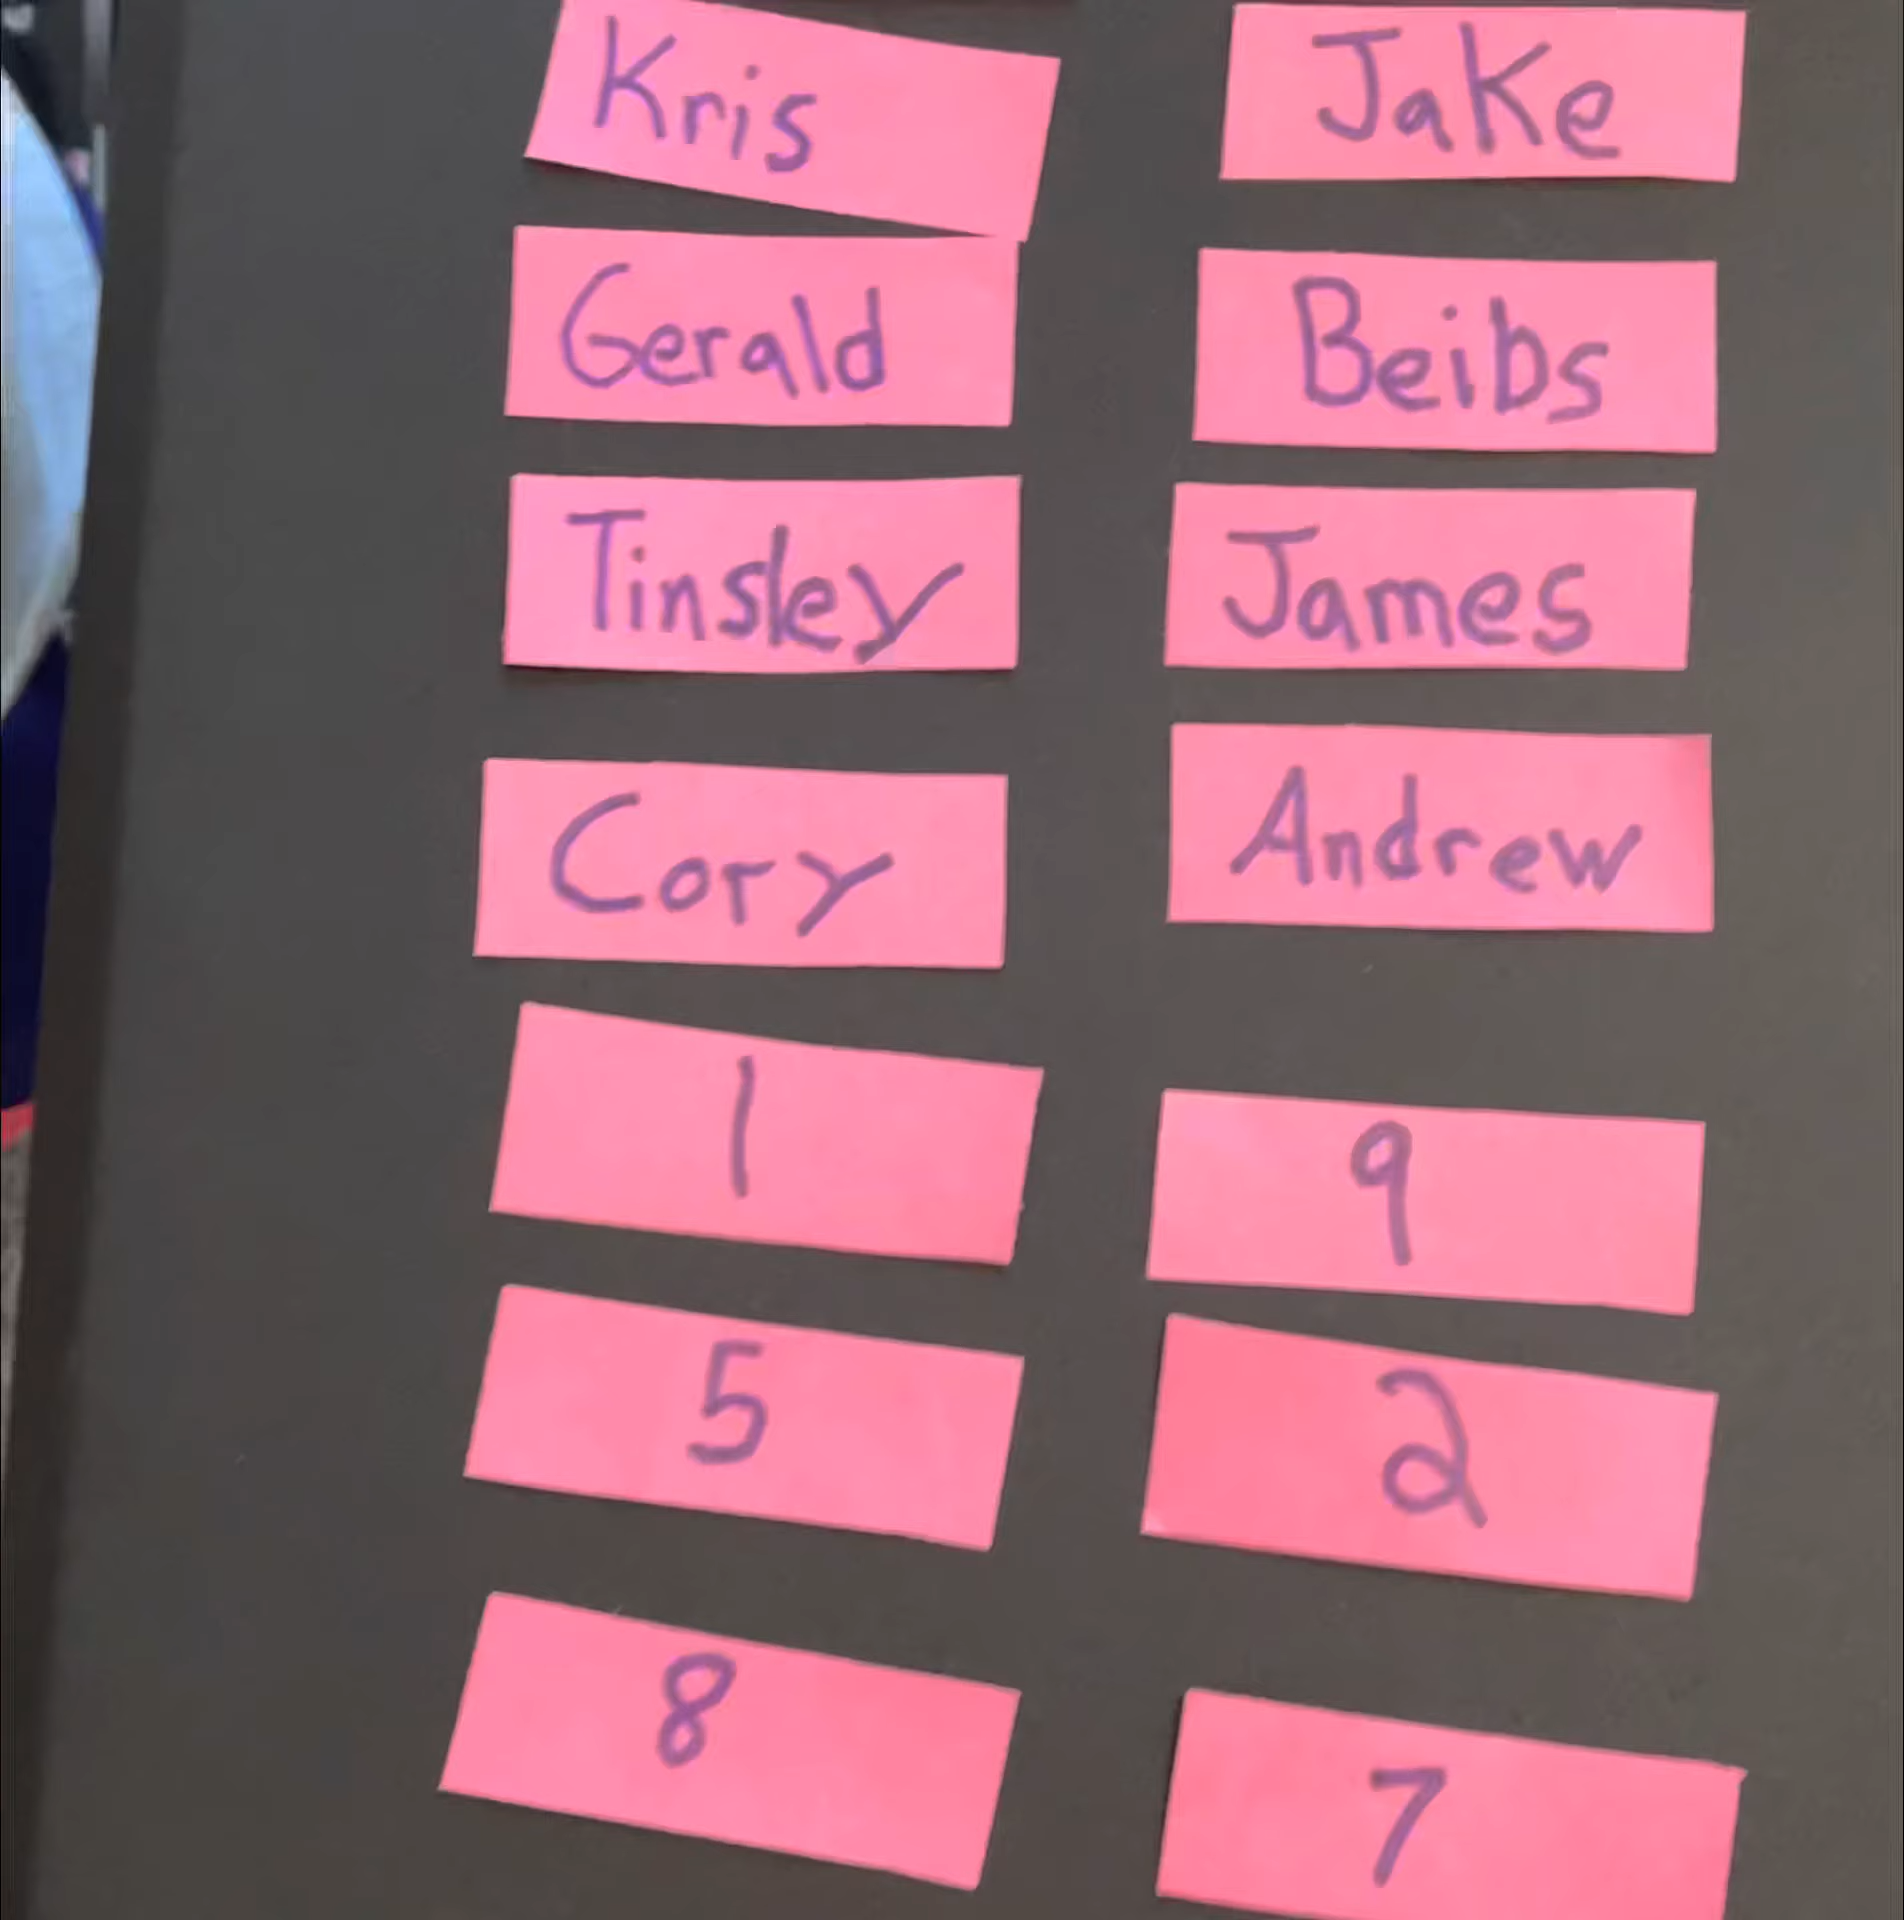 Kris Jake
Gerald Beibs
Tinsley James
Cory Andrew
1 9
5 2
8 7